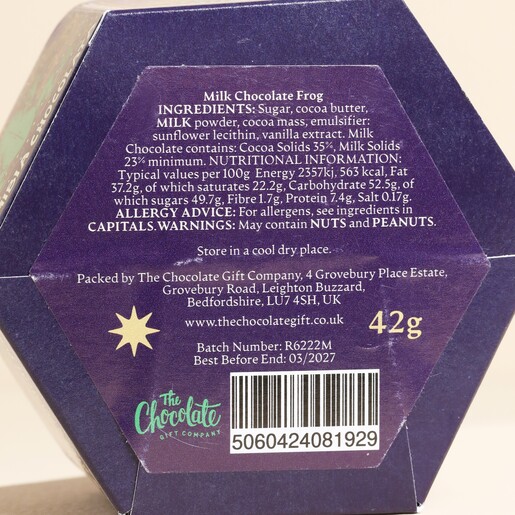 Milk Chocolate Frog
INGREDIENTS: Sugar, cocoa butter,
MILK powder, cocoa mass, emulsifier:
sunflower lecithin, vanilla extract. Milk
Chocolate contains: Cocoa Solids 35%, Milk Solids
23% minimum. NUTRITIONAL INFORMATION:
Typical values per 100g Energy 2357kj, 563 kcal, Fat
37.2g, of which saturates 22.2g, Carbohydrate 52.5g, of
which sugars 49.7g, Fibre 1.7g, Protein 7.4g, Salt 0.17g.
ALLERGY ADVICE: For allergens, see ingredients in
CAPITALS. WARNINGS: May contain NUTS and PEANUTS.
Store in a cool dry place.
Packed by The Chocolate Gift Company, 4 Grovebury Place Estate,
Grovebury Road, Leighton Buzzard,
Bedfordshire, LU7 4SH, UK
www.thechocolategift.co.uk
42g
Batch Number: R6222M
Best Before End: 03/2027
The
Chocolate
GIFT COMPANY
5060424081929